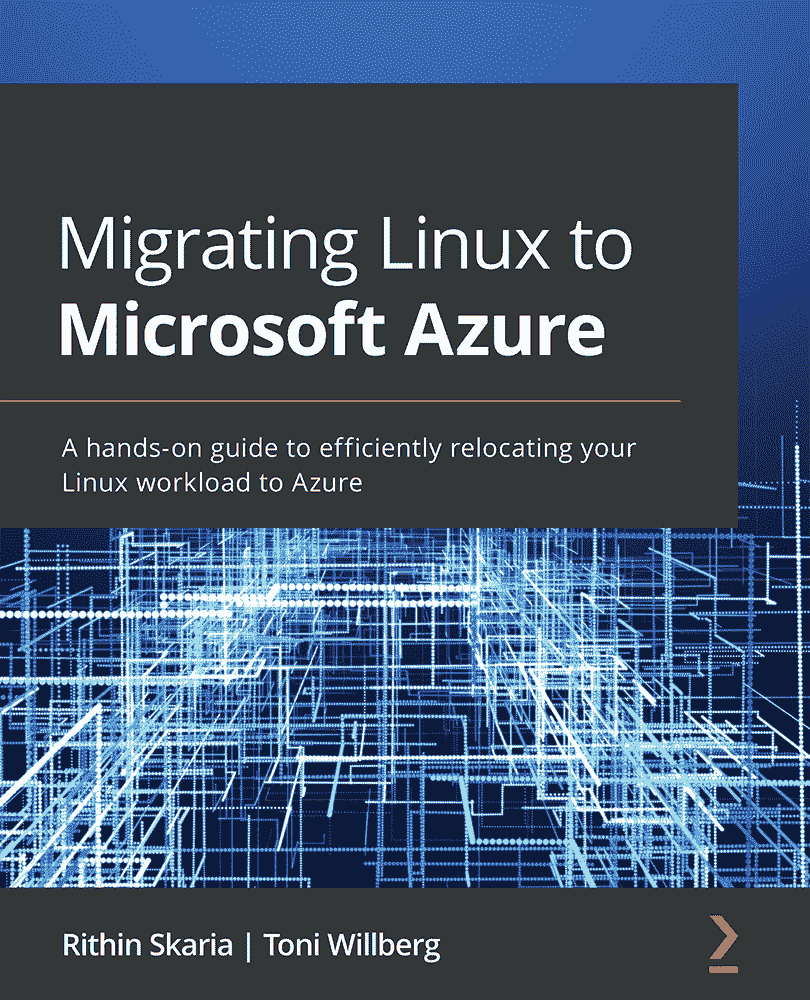 Migrating Linux to
Microsoft Azure
A hands-on guide to efficiently relocating your
Linux workload to Azure
Rithin Skaria | Toni Willberg